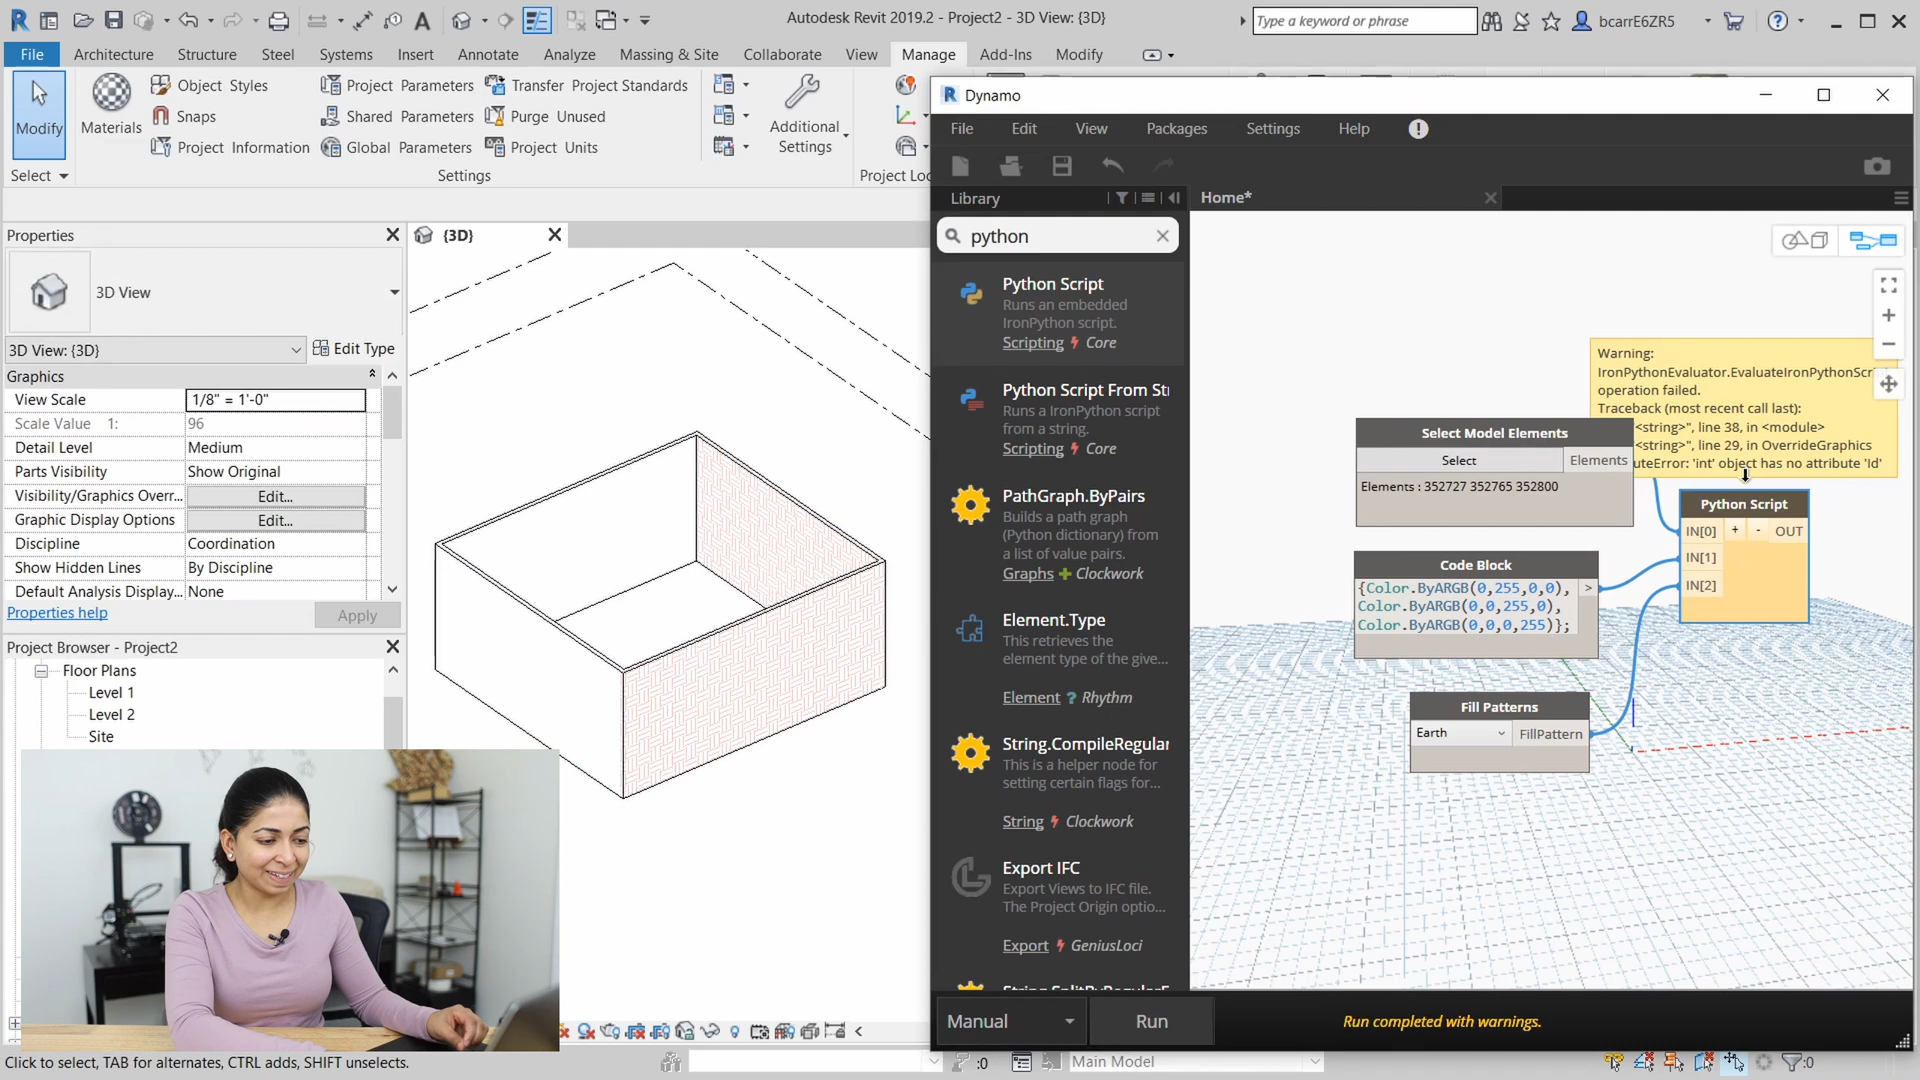 Autodesk Revit 2019.2 - Project2 - 3D View: {3D}
Type a keyword or phrase
bcarrE6ZR5
File
Architecture
Structure
Steel
Systems
Insert
Annotate
Analyze
Massing & Site
Collaborate
View
Manage
Add-Ins
Modify
Modify
Materials
Object Styles
Snaps
Project Information
Project Parameters
Shared Parameters
Global Parameters
Transfer Project Standards
Purge Unused
Project Units
Additional
Settings
Select
Settings
Project Loc
Properties
3D View
3D View: {3D}
Edit Type
Graphics
View Scale
1/8" = 1'-0"
Scale Value 1:
96
Detail Level
Medium
Parts Visibility
Show Original
Visibility/Graphics Overr...
Edit...
Graphic Display Options
Edit...
Discipline
Coordination
Show Hidden Lines
By Discipline
Default Analysis Display...
None
Properties help
Apply
Project Browser - Project2
Floor Plans
Level 1
Level 2
Site
{3D}
Dynamo
File
Edit
View
Packages
Settings
Help
Library
Home*
python
Python Script
Runs an embedded
IronPython script.
Scripting Core
Python Script From Str
Runs a IronPython script
from a string.
Scripting Core
PathGraph.ByPairs
Builds a path graph
(Python dictionary) from
a list of value pairs.
Graphs Clockwork
Element.Type
This retrieves the
element type of the give...
Element ? Rhythm
String.CompileRegular
This is a helper node for
setting certain flags for...
String Clockwork
Export IFC
Export Views to IFC file.
The Project Origin optio...
Export GeniusLoci
Warning:
IronPythonEvaluator.EvaluateIronPythonScr
operation failed.
Traceback (most recent call last):
<string>", line 38, in <module>
<string>", line 29, in OverrideGraphics
uteError: 'int' object has no attribute 'Id'
Select Model Elements
Select
Elements
Elements : 352727 352765 352800
Code Block
{Color.ByARGB(0,255,0,0),
Color.ByARGB(0,0,255,0),
Color.ByARGB(0,0,0,255)};
>
Fill Patterns
Earth
FillPattern
Python Script
IN[0]
+
-
OUT
IN[1]
IN[2]
Manual
Run
Run completed with warnings.
Click to select, TAB for alternates, CTRL adds, SHIFT unselects.
:0
Main Model
:0